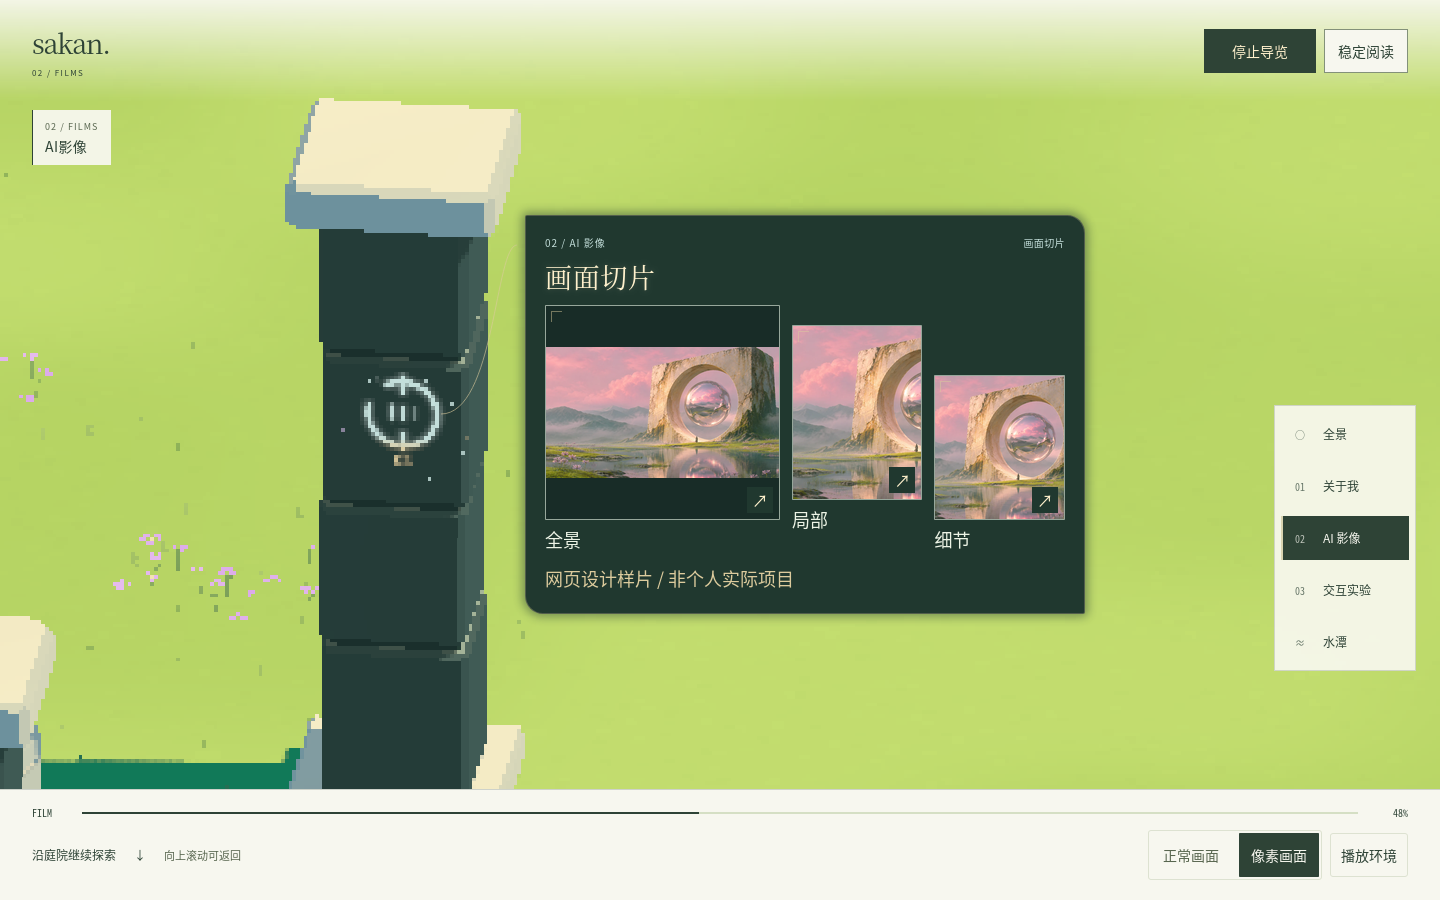 sakan.
02 / FILMS
停止导览
稳定阅读
02 / FILMS
AI影像
02 / AI 影像
画面切片
画面切片
全景
局部
细节
网页设计样片 / 非个人实际项目
全景
01 关于我
02 AI 影像
03 交互实验
≈ 水潭
FILM
48%
沿庭院继续探索 ↓ 向上滚动可返回
正常画面
像素画面
播放环境